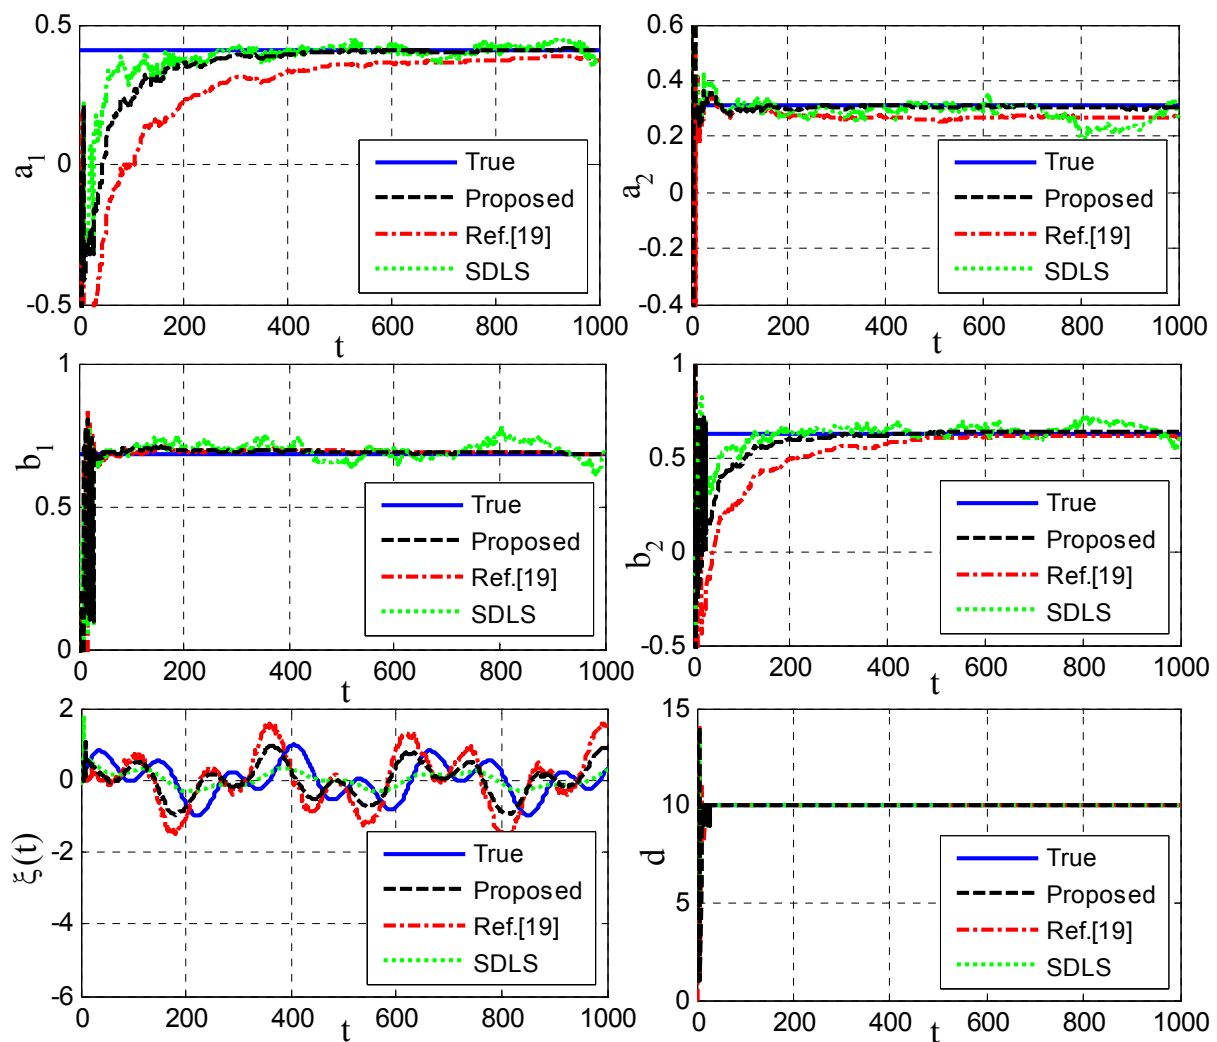 0.5
0
-0.5
a1
0 200 400 600 800 1000
t
True
Proposed
Ref.[19]
SDLS
0.6
0.4
0.2
0
-0.2
-0.4
a2
0 200 400 600 800 1000
t
True
Proposed
Ref.[19]
SDLS
1
0.5
0
b1
0 200 400 600 800 1000
t
True
Proposed
Ref.[19]
SDLS
1
0.5
0
-0.5
b2
0 200 400 600 800 1000
t
True
Proposed
Ref.[19]
SDLS
2
0
-2
-4
-6
ξ(t)
0 200 400 600 800 1000
t
True
Proposed
Ref.[19]
SDLS
15
10
5
0
d
0 200 400 600 800 1000
t
True
Proposed
Ref.[19]
SDLS